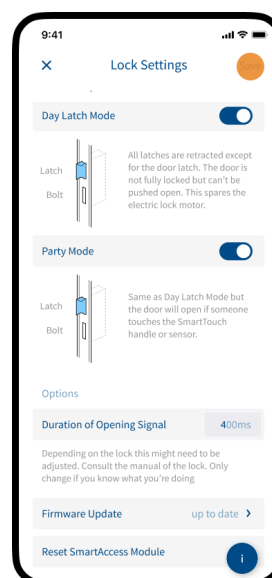 9:41
Lock Settings
Save
Day Latch Mode
Latch
Bolt
All latches are retracted except
for the door latch. The door is
not fully locked but can't be
pushed open. This spares the
electric lock motor.
Party Mode
Latch
Bolt
Same as Day Latch Mode but
the door will open if someone
touches the SmartTouch
handle or sensor.
Options
Duration of Opening Signal 400ms
Depending on the lock this might need to be
adjusted. Consult the manual of the lock. Only
change if you know what you're doing
Firmware Update up to date
Reset SmartAccess Module
i